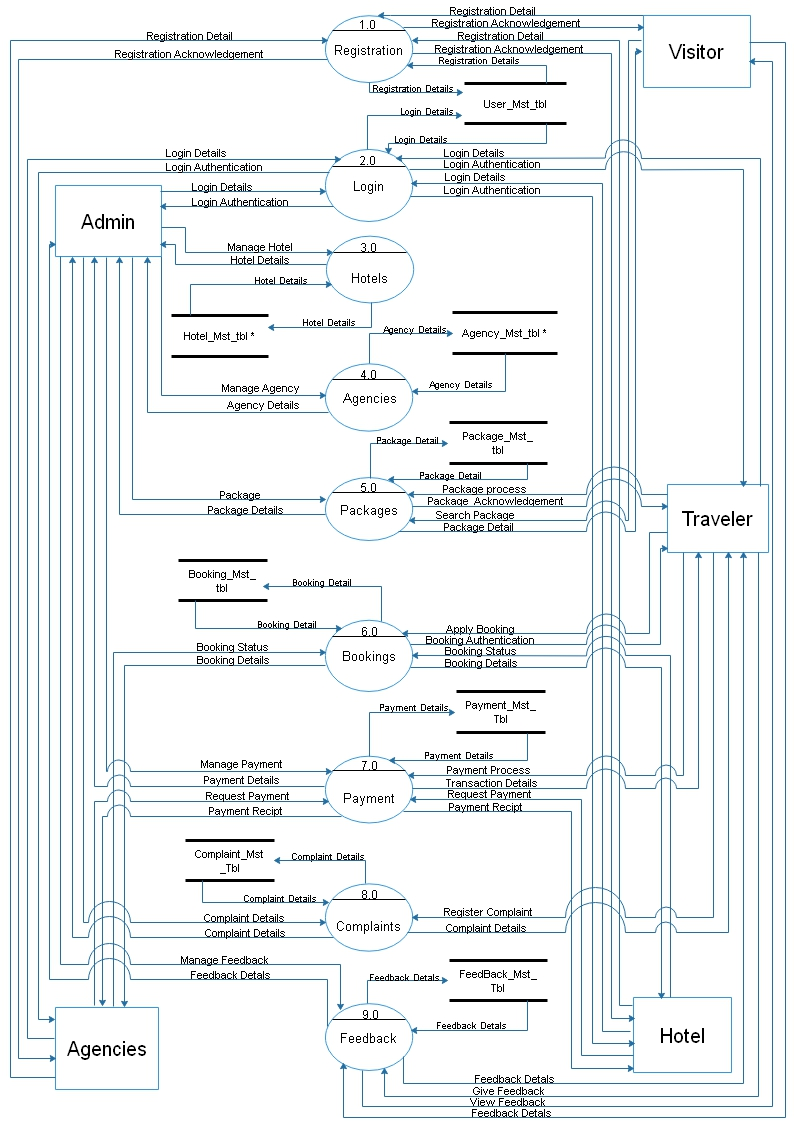 Registration Detail
1.0
Registration Acknowledgement
Visitor
Registration Detail
Registration Detail
Registration
Registration Acknowledgement
Registration Acknowledgement
Registration Details
Registration Details
User_Mst_tbl
Login Details
Login Details
Login Details
2.0
Login Details
Login Authentication
Login Authentication
Login Details
Login Details
Login
Login Authentication
Login Authentication
Admin
3.0
Manage Hotel
Hotel Details
Hotels
Hotel Details
Hotel Details
Hotel_Mst_tbl *
Agency Details
Agency_Mst_tbl *
4.0
Manage Agency
Agency Details
Agencies
Agency Details
Package Detail
Package_Mst_
tbl
Package Detail
5.0
Package process
Package
Package Acknowledgement
Package Details
Packages
Search Package
Package Detail
Traveler
Booking_Mst_
tbl
Booking Detail
Booking Detail
6.0
Apply Booking
Booking Authentication
Booking Status
Booking Status
Booking Details
Bookings
Booking Details
Payment Details
Payment_Mst_
Tbl
Payment Details
7.0
Manage Payment
Payment Process
Payment Details
Transaction Details
Request Payment
Payment
Request Payment
Payment Recipt
Payment Recipt
Complaint_Mst
_Tbl
Complaint Details
Complaint Details
8.0
Complaint Details
Register Complaint
Complaint Details
Complaints
Complaint Details
Manage Feedback
Feedback Detals
Feedback Detals
FeedBack_Mst_
Tbl
9.0
Feedback Detals
Feedback
Agencies
Hotel
Feedback Detals
Give Feedback
View Feedback
Feedback Detals